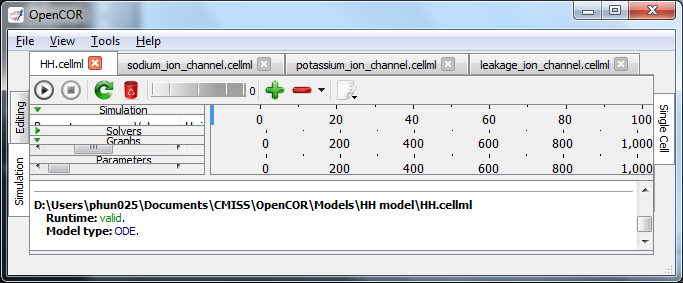 OpenCOR
File View Tools Help
HH.cellml sodium_ion_channel.cellml potassium_ion_channel.cellml leakage_ion_channel.cellml
0
Editing
Simulation
Simulation
Solvers
Graphs
Parameters
0 20 40 60 80 100
0 200 400 600 800 1,000
0 200 400 600 800 1,000
Single Cell
D:\Users\phun025\Documents\CMISS\OpenCOR\Models\HH model\HH.cellml
Runtime: valid.
Model type: ODE.